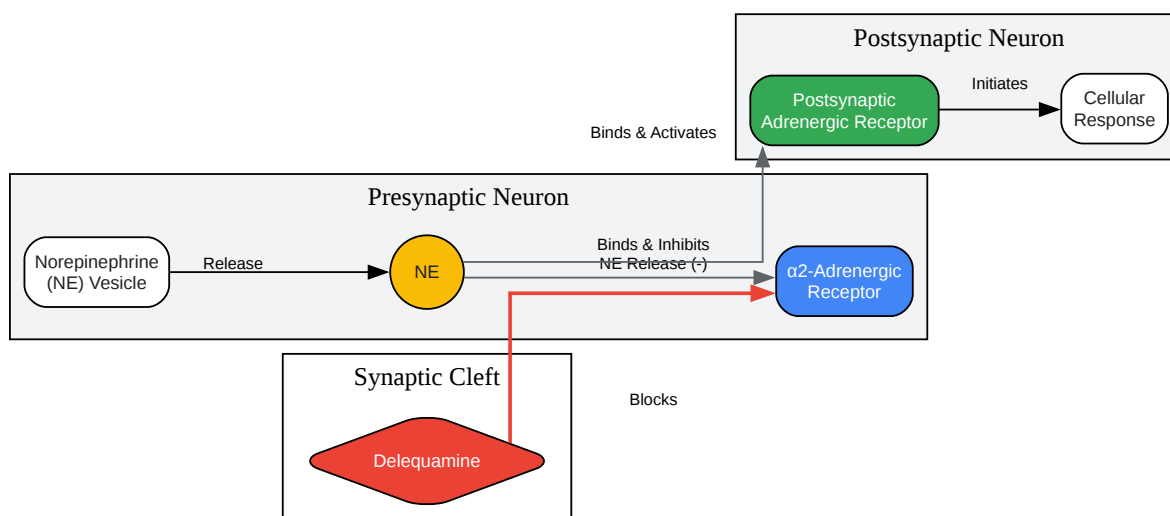 Postsynaptic Neuron
Postsynaptic
Adrenergic Receptor
Initiates
Cellular
Response
Binds & Activates
Presynaptic Neuron
Norepinephrine
(NE) Vesicle
Release
NE
Binds & Inhibits
NE Release (-)
α2-Adrenergic
Receptor
Synaptic Cleft
Blocks
Delequamine